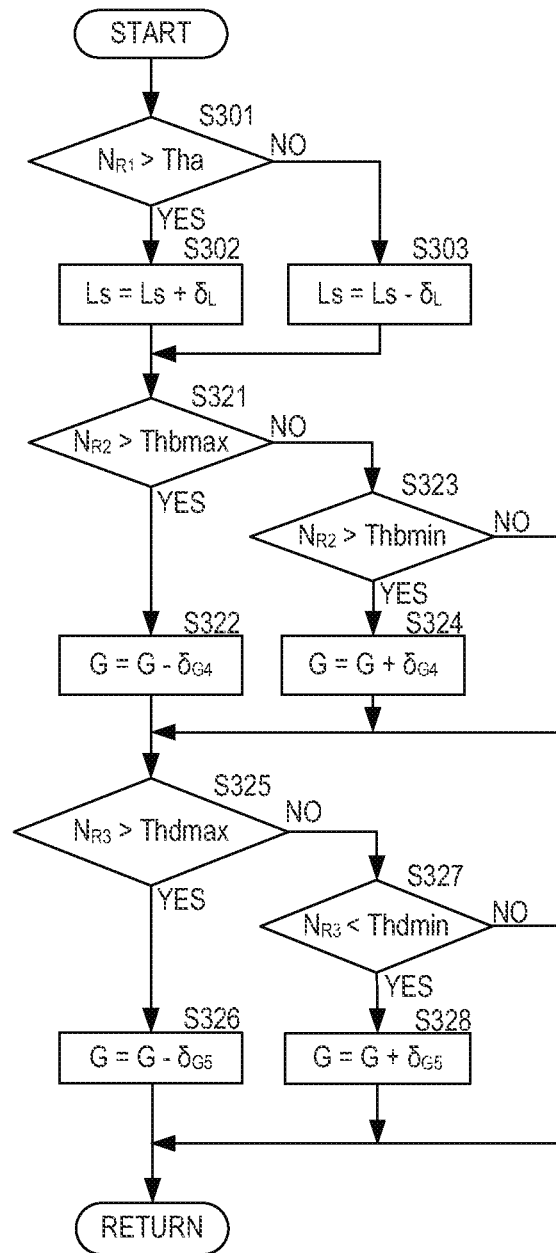 START
S301
N_R1 > Tha
NO
YES
S302
S303
Ls = Ls + δ_L
Ls = Ls - δ_L
S321
N_R2 > Thbmax
NO
YES
S323
N_R2 > Thbmin
NO
YES
S322
S324
G = G - δ_G4
G = G + δ_G4
S325
N_R3 > Thdmax
NO
YES
S327
N_R3 < Thdmin
NO
YES
S326
S328
G = G - δ_G5
G = G + δ_G5
RETURN